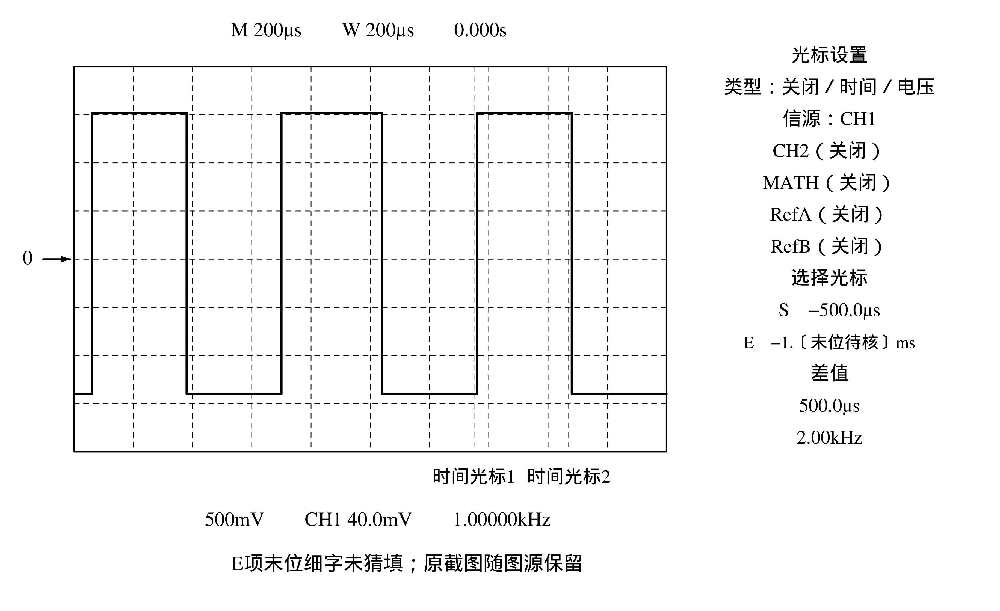 M 200μs W 200μs 0.000s
光标设置
类型：关闭／时间／电压
信源：CH1
CH2（关闭）
MATH（关闭）
RefA（关闭）
RefB（关闭）
选择光标
S −500.0μs
E −1.〔末位待核〕ms
差值
500.0μs
2.00kHz
0
时间光标1 时间光标2
500mV CH1 40.0mV 1.00000kHz
E项末位细字未猜填；原截图随图源保留